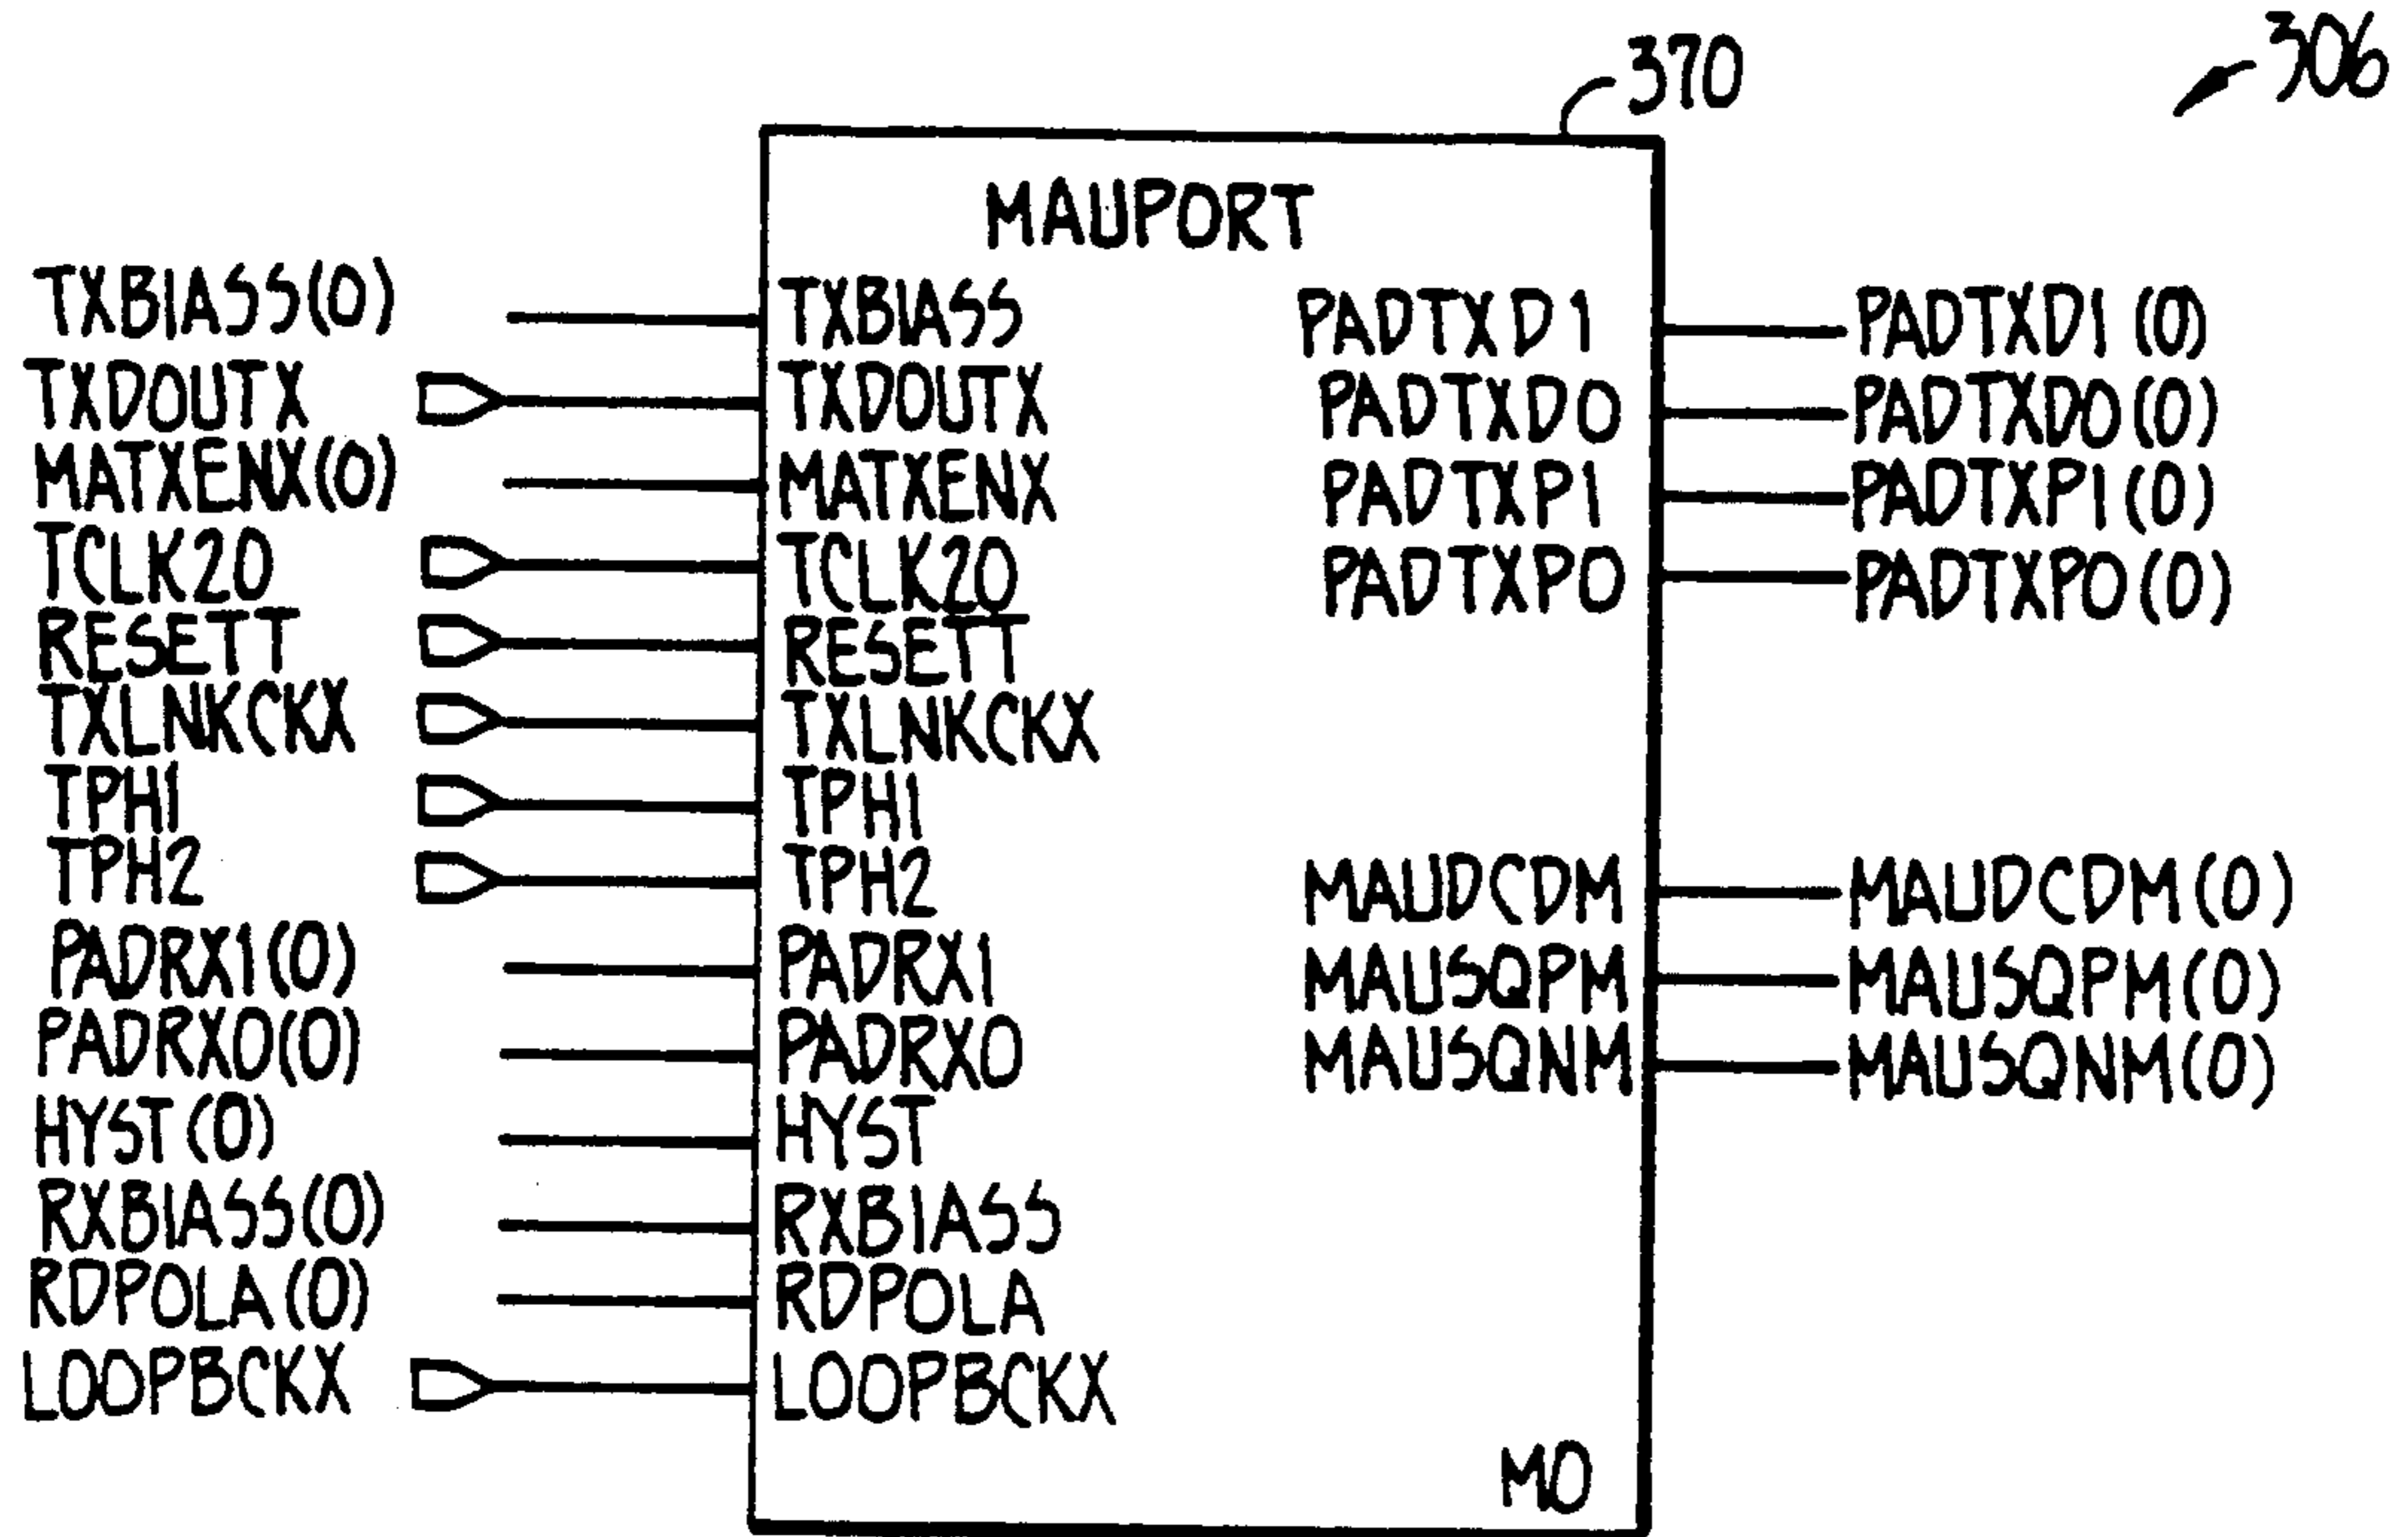 306
370
MAUPORT
TXBIASS(0) TXBIASS PADTXD1 PADTXD1(0)
TXDOUTX TXDOUTX PADTXD0 PADTXD0(0)
MATXENX(0) MATXENX PADTXP1 PADTXP1(0)
TCLK20 TCLK20 PADTXP0 PADTXP0(0)
RESETT RESETT
TXLNKCKX TXLNKCKX
TPH1 TPH1
TPH2 TPH2 MAUDCDM MAUDCDM(0)
PADRX1(0) PADRX1 MAUSQPM MAUSQPM(0)
PADRX0(0) PADRX0 MAUSQNM MAUSQNM(0)
HYST(0) HYST
RXBIASS(0) RXBIASS
RDPOLA(0) RDPOLA
LOOPBCKX LOOPBCKX
M0